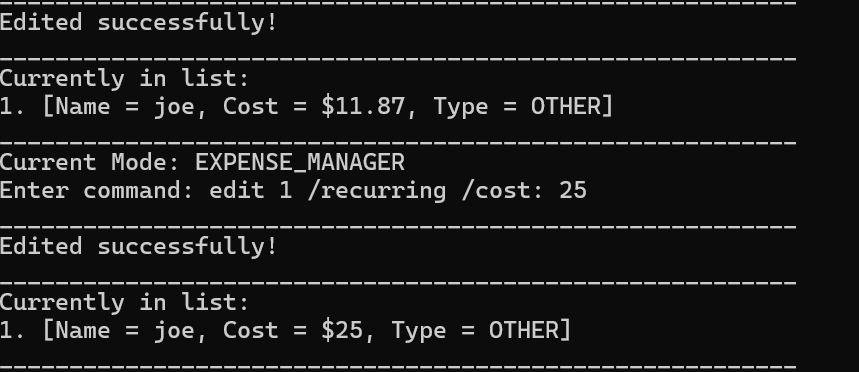 ____________________________________________________________
Edited successfully!
____________________________________________________________
Currently in list:
1. [Name = joe, Cost = $11.87, Type = OTHER]
____________________________________________________________
Current Mode: EXPENSE_MANAGER
Enter command: edit 1 /recurring /cost: 25
____________________________________________________________
Edited successfully!
____________________________________________________________
Currently in list:
1. [Name = joe, Cost = $25, Type = OTHER]
____________________________________________________________